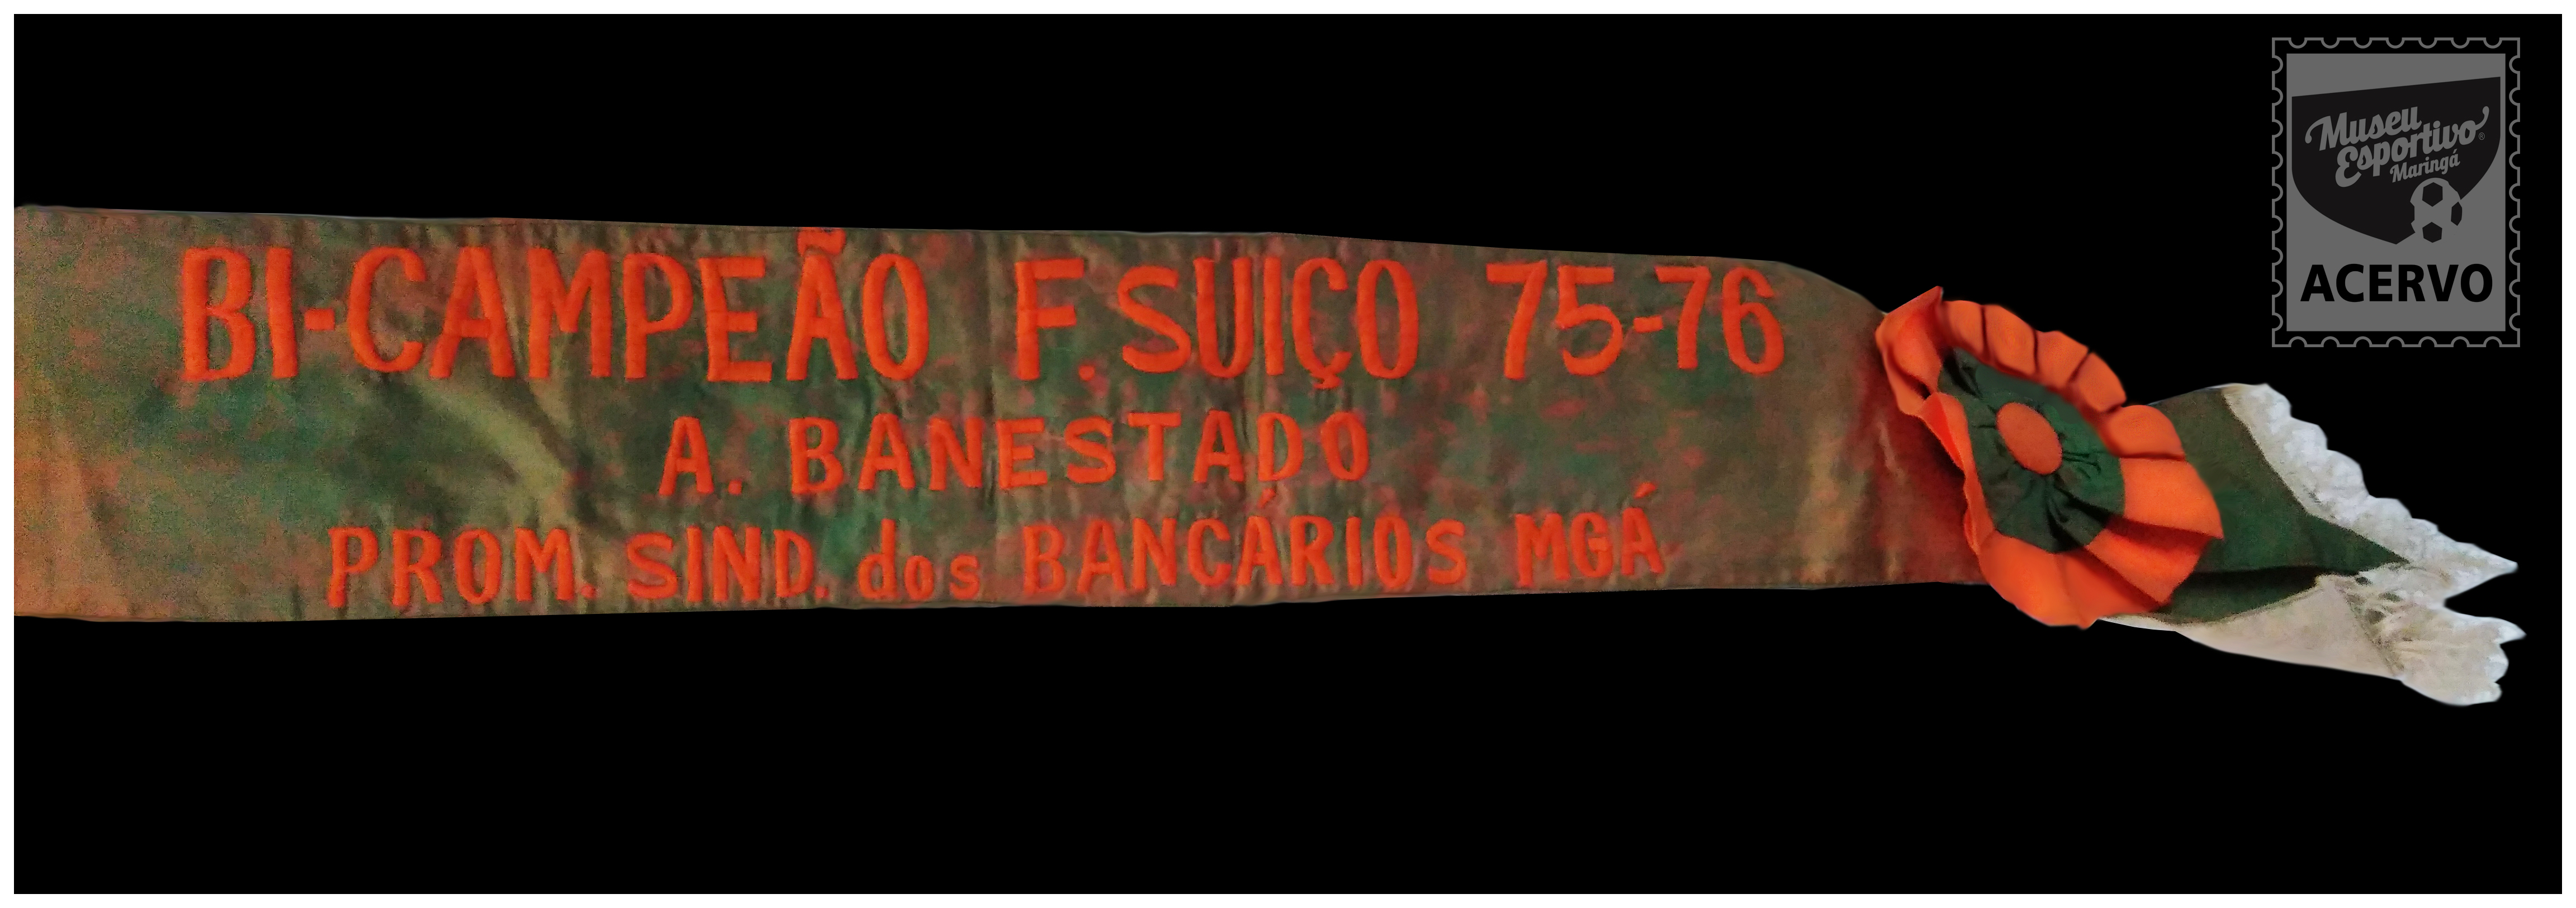 BI-CAMPEÃO F. SUIÇO 75-76
A. BANESTADO
PROM. SIND. dos BANCÁRIOS MGÁ
Museu
Esportivo®
Maringá
ACERVO